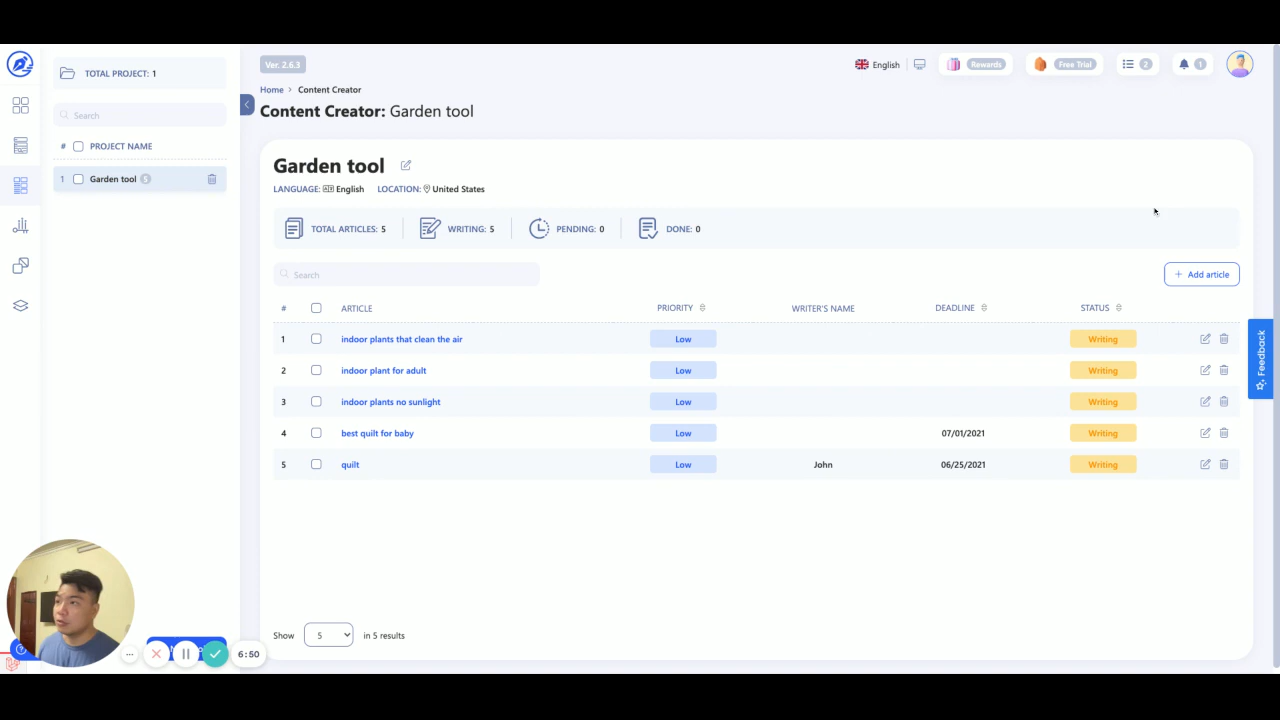 TOTAL PROJECT: 1
Search
# PROJECT NAME
1 Garden tool 5
Ver. 2.6.3
English
Rewards
Free Trial
2
1
Home > Content Creator
Content Creator: Garden tool
Garden tool
LANGUAGE: English LOCATION: United States
TOTAL ARTICLES: 5 WRITING: 5 PENDING: 0 DONE: 0
Search
+ Add article
# ARTICLE PRIORITY WRITER'S NAME DEADLINE STATUS
1 indoor plants that clean the air Low Writing
2 indoor plant for adult Low Writing
3 indoor plants no sunlight Low Writing
4 best quilt for baby Low 07/01/2021 Writing
5 quilt Low John 06/25/2021 Writing
Feedback
Show 5 in 5 results
6:50